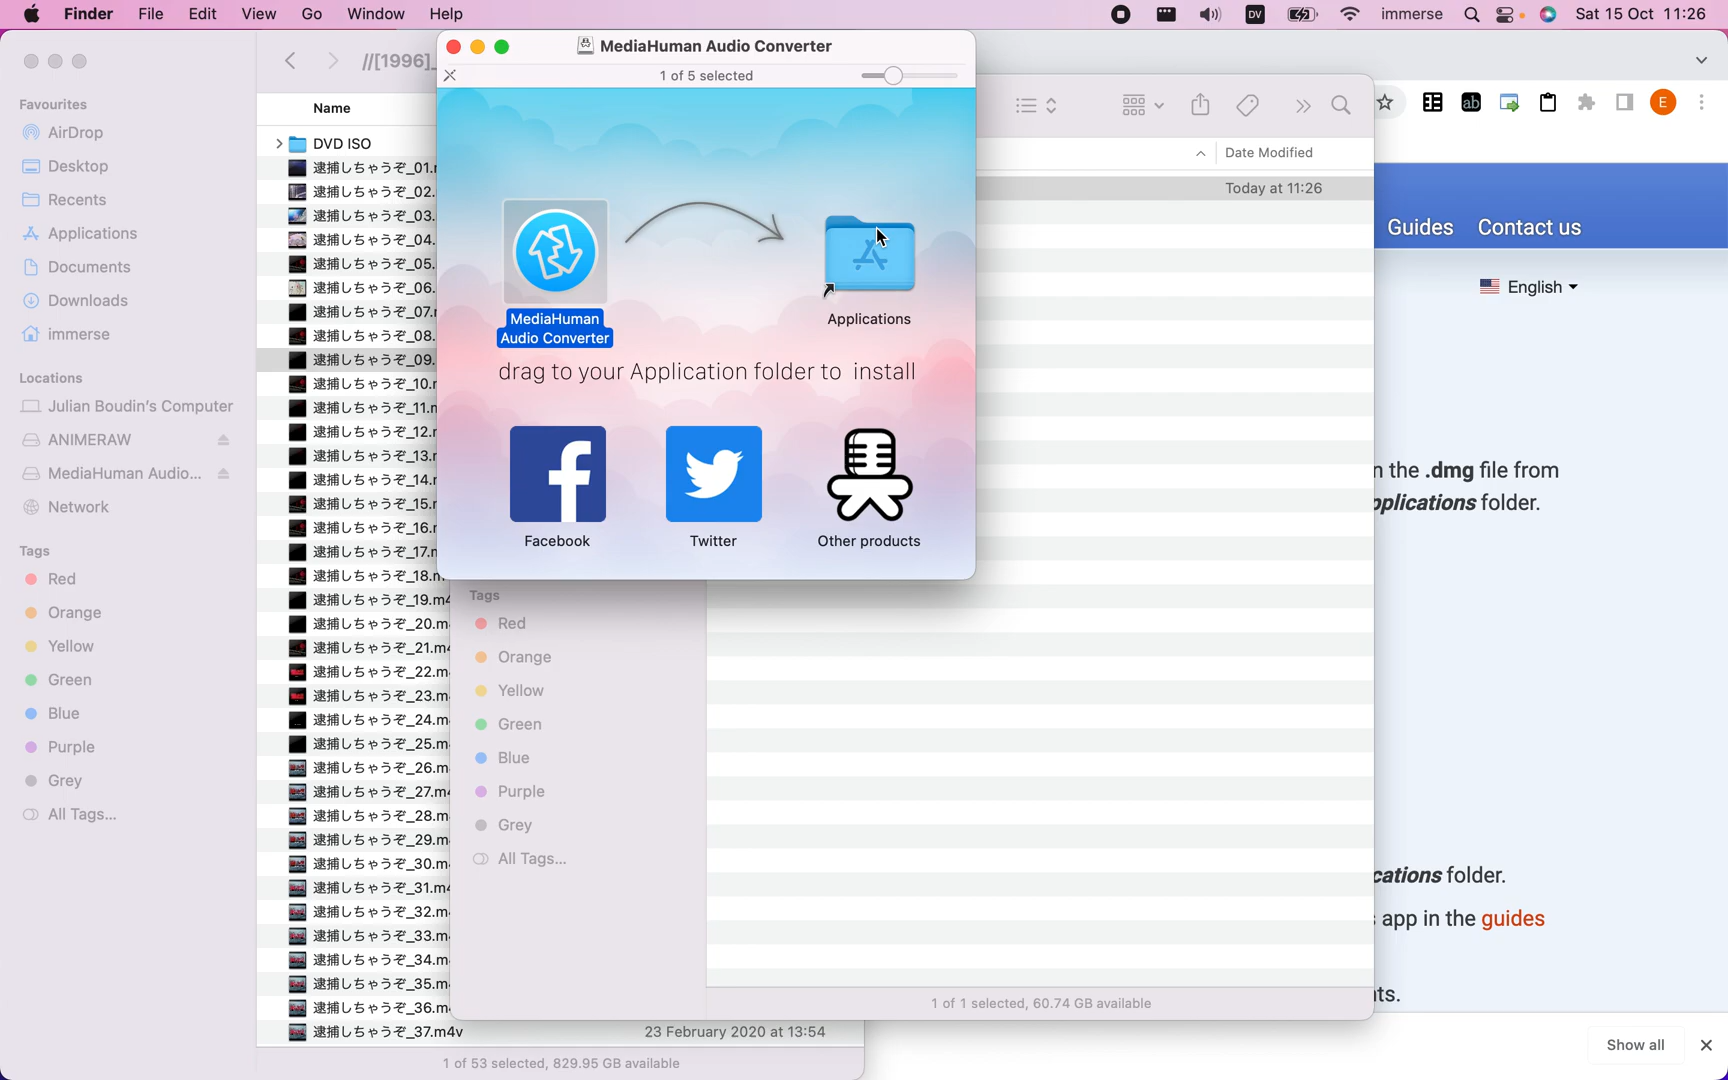 Finder File Edit View Go Window Help
DV immerse Sat 15 Oct 11:26
Favourites
AirDrop
Desktop
Recents
Applications
Documents
Downloads
immerse
Locations
Julian Boudin's Computer
ANIMERAW
MediaHuman Audio...
Network
Tags
Red
Orange
Yellow
Green
Blue
Purple
Grey
All Tags...
//[1996]_
Name
DVD ISO
逮捕しちゃうぞ_01.
逮捕しちゃうぞ_02.
逮捕しちゃうぞ_03.
逮捕しちゃうぞ_04.
逮捕しちゃうぞ_05.
逮捕しちゃうぞ_06.
逮捕しちゃうぞ_07.
逮捕しちゃうぞ_08.
逮捕しちゃうぞ_09.
逮捕しちゃうぞ_10.
逮捕しちゃうぞ_11.
逮捕しちゃうぞ_12.
逮捕しちゃうぞ_13.
逮捕しちゃうぞ_14.
逮捕しちゃうぞ_15.
逮捕しちゃうぞ_16.
逮捕しちゃうぞ_17.
逮捕しちゃうぞ_18.
逮捕しちゃうぞ_19.m4
逮捕しちゃうぞ_20.m
逮捕しちゃうぞ_21.m4
逮捕しちゃうぞ_22.m
逮捕しちゃうぞ_23.m
逮捕しちゃうぞ_24.m
逮捕しちゃうぞ_25.m
逮捕しちゃうぞ_26.m
逮捕しちゃうぞ_27.m
逮捕しちゃうぞ_28.m
逮捕しちゃうぞ_29.m
逮捕しちゃうぞ_30.m
逮捕しちゃうぞ_31.m
逮捕しちゃうぞ_32.m
逮捕しちゃうぞ_33.m
逮捕しちゃうぞ_34.m
逮捕しちゃうぞ_35.m
逮捕しちゃうぞ_36.m
逮捕しちゃうぞ_37.m4v 23 February 2020 at 13:54
1 of 53 selected, 829.95 GB available
MediaHuman Audio Converter
1 of 5 selected
MediaHuman
Audio Converter
Applications
drag to your Application folder to install
Facebook
Twitter
Other products
Tags
Red
Orange
Yellow
Green
Blue
Purple
Grey
All Tags...
Date Modified
Today at 11:26
1 of 1 selected, 60.74 GB available
ab
E
Guides Contact us
English
n the .dmg file from
pplications folder.
cations folder.
app in the guides
ts.
Show all